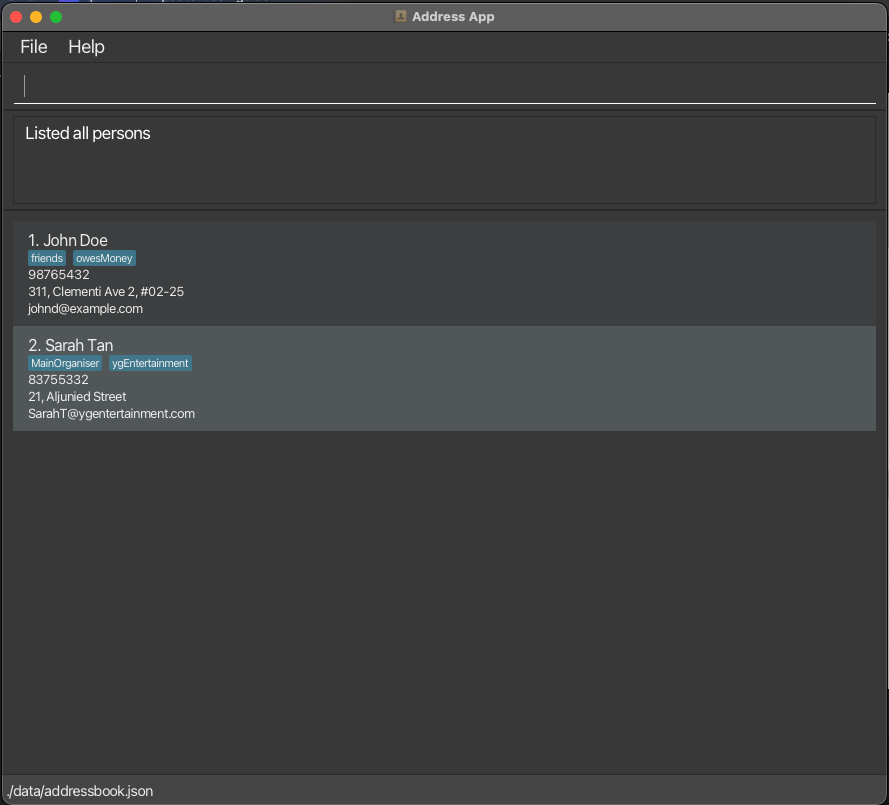 Address App
File Help
Listed all persons
1. John Doe
friends owesMoney
98765432
311, Clementi Ave 2, #02-25
johnd@example.com
2. Sarah Tan
MainOrganiser ygEntertainment
83755332
21, Aljunied Street
SarahT@ygentertainment.com
./data/addressbook.json